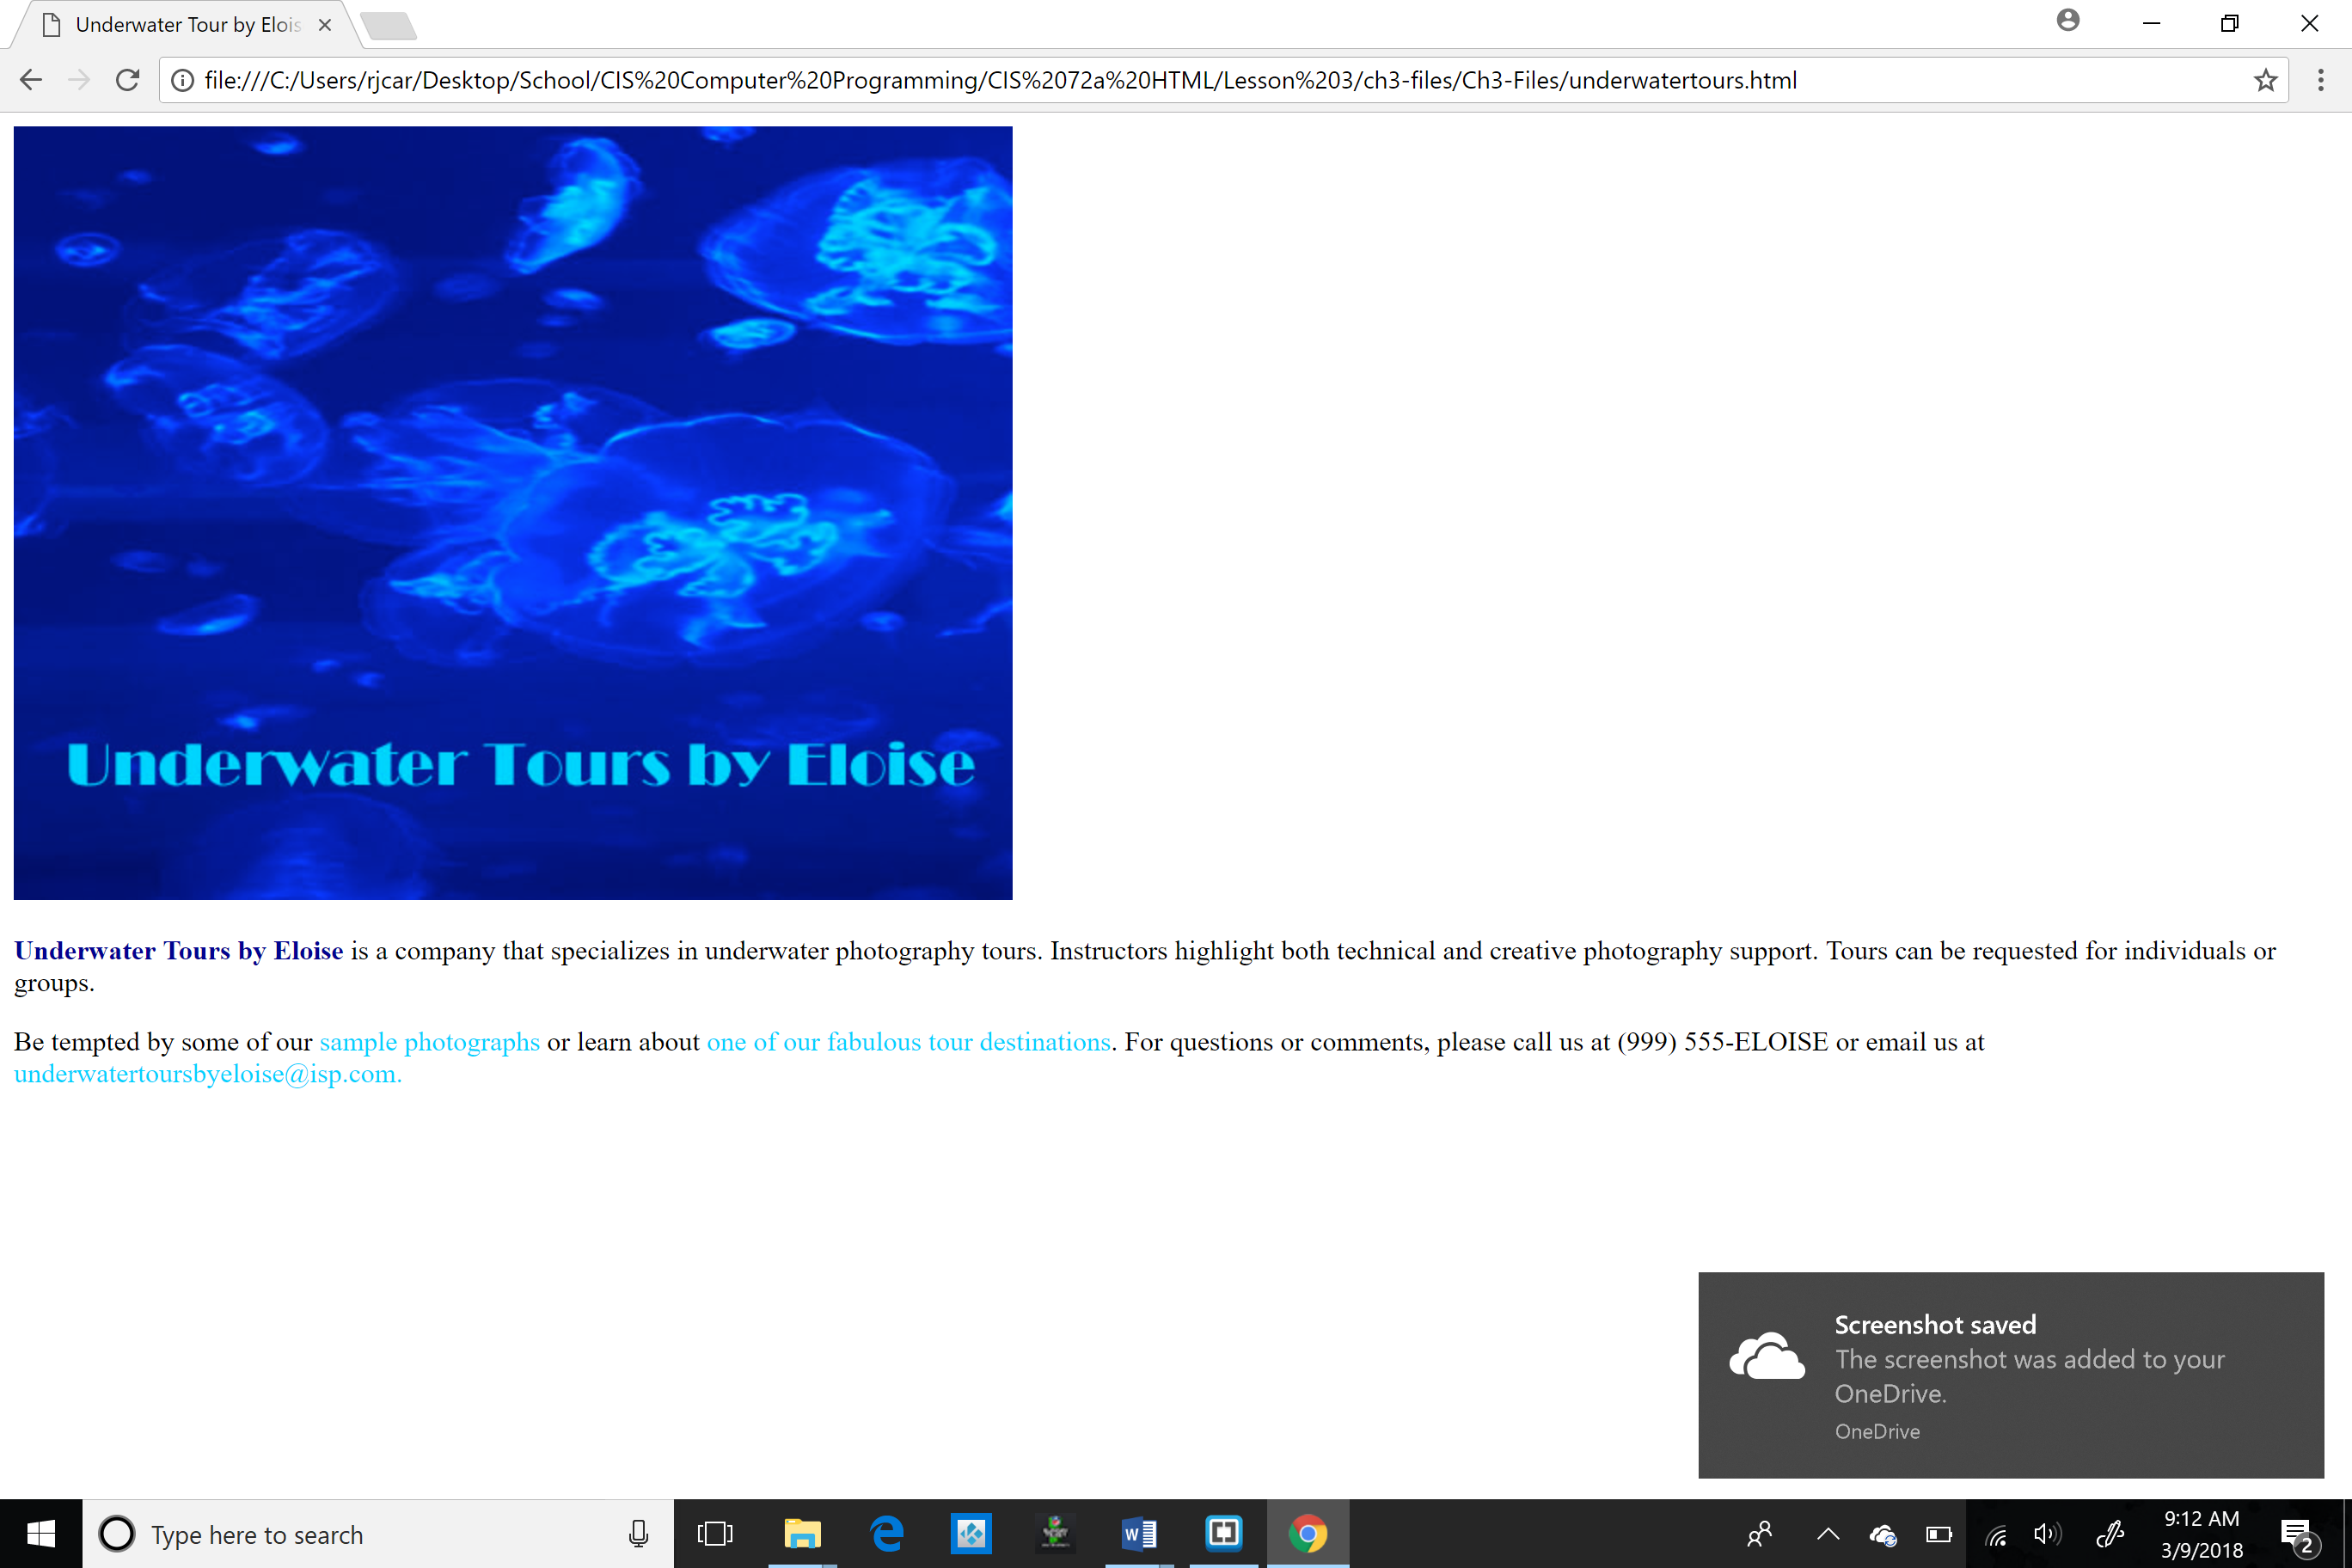 Underwater Tour by Elois
file:///C:/Users/rjcar/Desktop/School/CIS%20Computer%20Programming/CIS%2072a%20HTML/Lesson%203/ch3-files/Ch3-Files/underwatertours.html
Underwater Tours by Eloise
Underwater Tours by Eloise is a company that specializes in underwater photography tours. Instructors highlight both technical and creative photography support. Tours can be requested for individuals or
groups.
Be tempted by some of our sample photographs or learn about one of our fabulous tour destinations. For questions or comments, please call us at (999) 555-ELOISE or email us at
underwatertoursbyeloise@isp.com.
Screenshot saved
The screenshot was added to your
OneDrive.
OneDrive
Type here to search
W
9:12 AM
3/9/2018
2